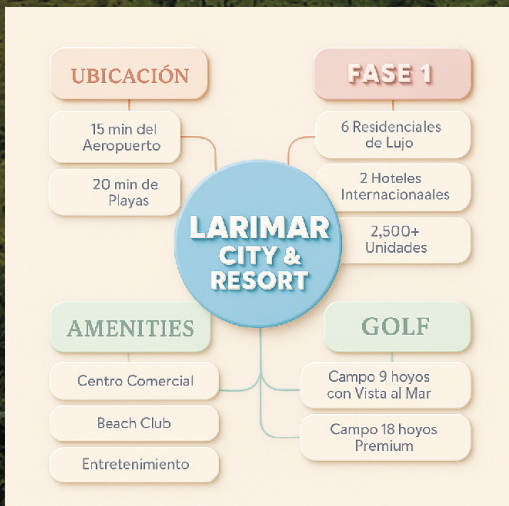 UBICACIÓN
15 min del
Aeropuerto
20 min de
Playas
FASE 1
6 Residenciales
de Lujo
2 Hoteles
Internacionaales
2,500+
Unidades
LARIMAR
CITY &
RESORT
AMENITIES
Centro Comercial
Beach Club
Entretenimiento
GOLF
Campo 9 hoyos
con Vista al Mar
Campo 18 hoyos
Premium